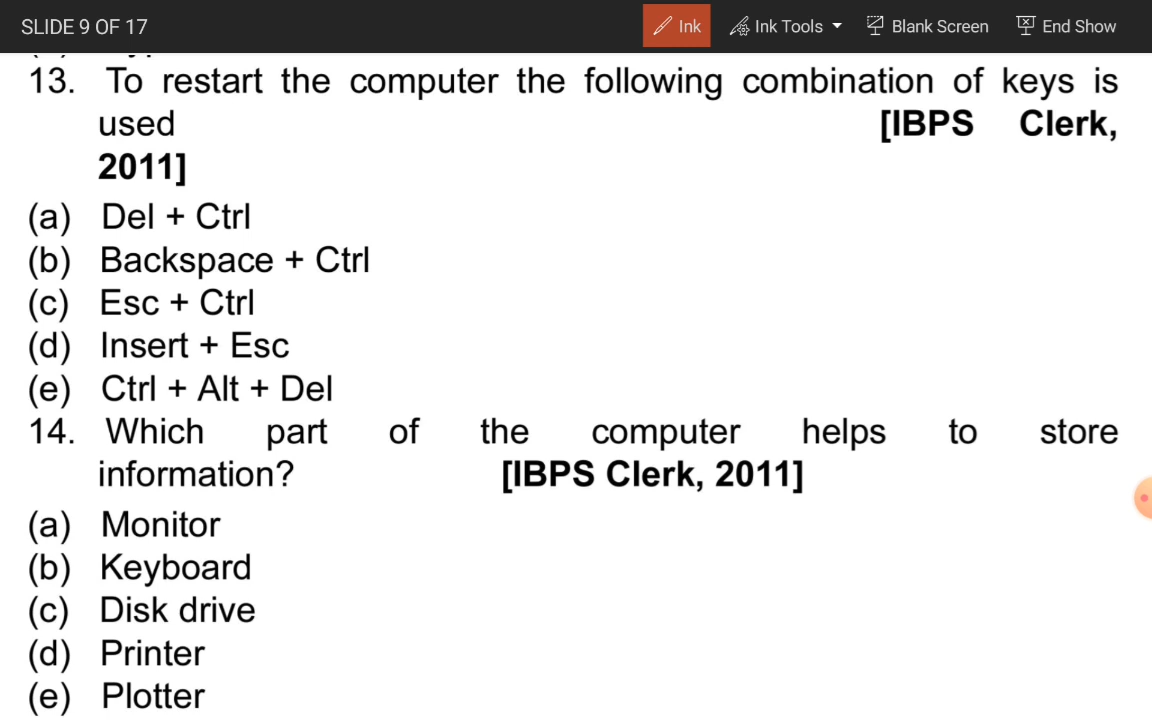 SLIDE 9 OF 17 Ink Ink Tools Blank Screen End Show
13. To restart the computer the following combination of keys is
used [IBPS Clerk,
2011]
(a) Del + Ctrl
(b) Backspace + Ctrl
(c) Esc + Ctrl
(d) Insert + Esc
(e) Ctrl + Alt + Del
14. Which part of the computer helps to store
information? [IBPS Clerk, 2011]
(a) Monitor
(b) Keyboard
(c) Disk drive
(d) Printer
(e) Plotter